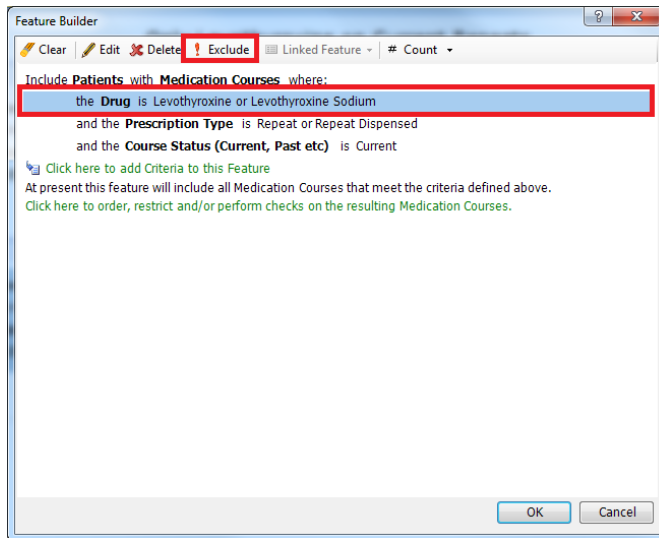 Feature Builder
Clear Edit Delete ! Exclude Linked Feature # Count
Include Patients with Medication Courses where:
the Drug is Levothyroxine or Levothyroxine Sodium
and the Prescription Type is Repeat or Repeat Dispensed
and the Course Status (Current, Past etc) is Current
Click here to add Criteria to this Feature
At present this feature will include all Medication Courses that meet the criteria defined above.
Click here to order, restrict and/or perform checks on the resulting Medication Courses.
OK Cancel